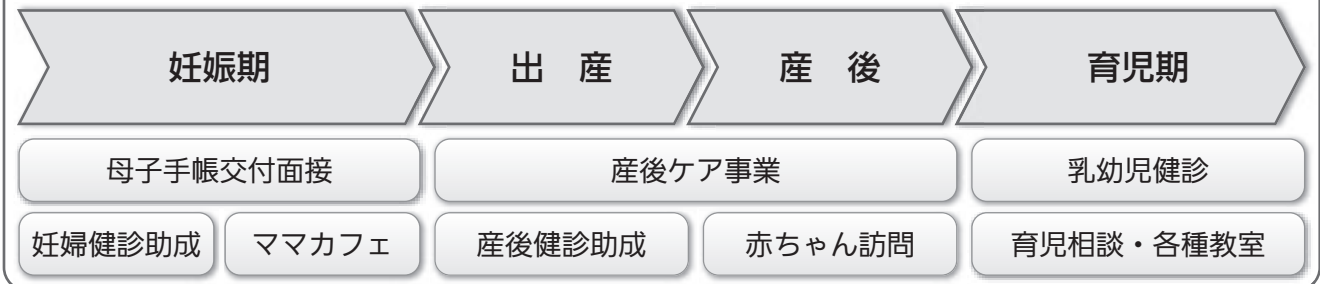 妊娠期 出 産 産 後 育児期
母子手帳交付面接 産後ケア事業 乳幼児健診
妊婦健診助成 ママカフェ 産後健診助成 赤ちゃん訪問 育児相談・各種教室